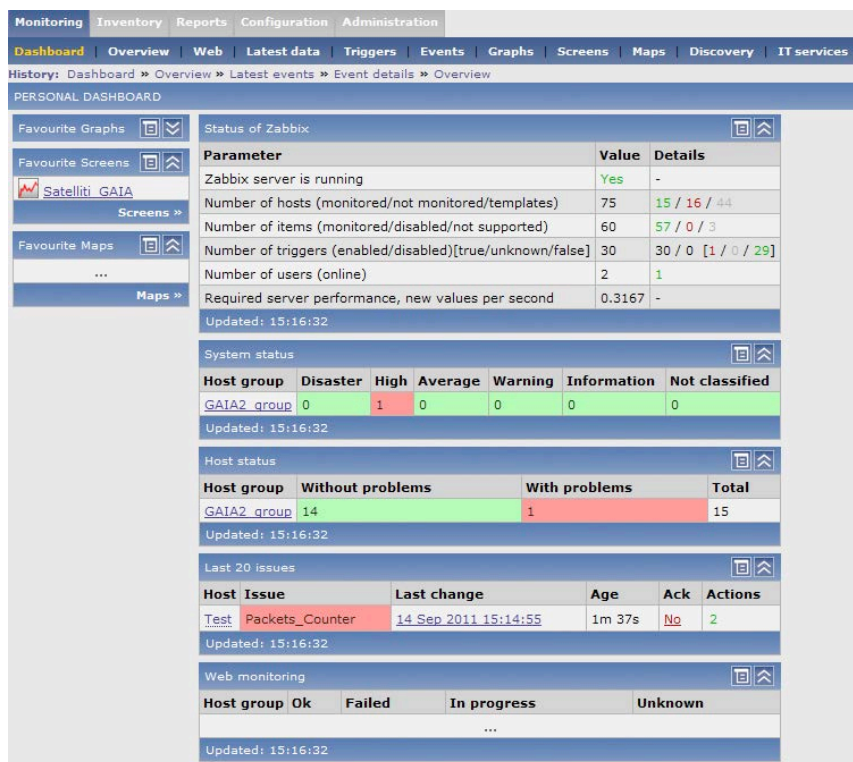 Monitoring Inventory Reports Configuration Administration
Dashboard | Overview | Web | Latest data | Triggers | Events | Graphs | Screens | Maps | Discovery | IT services
History: Dashboard » Overview » Latest events » Event details » Overview
PERSONAL DASHBOARD
Favourite Graphs
Favourite Screens
Satelliti_GAIA
Screens »
Favourite Maps
...
Maps »
Status of Zabbix
Parameter Value Details
Zabbix server is running Yes -
Number of hosts (monitored/not monitored/templates) 75 15 / 16 / 44
Number of items (monitored/disabled/not supported) 60 57 / 0 / 3
Number of triggers (enabled/disabled)[true/unknown/false] 30 30 / 0 [1 / 0 / 29]
Number of users (online) 2 1
Required server performance, new values per second 0.3167 -
Updated: 15:16:32
System status
Host group Disaster High Average Warning Information Not classified
GAIA2_group 0 1 0 0 0 0
Updated: 15:16:32
Host status
Host group Without problems With problems Total
GAIA2_group 14 1 15
Updated: 15:16:32
Last 20 issues
Host Issue Last change Age Ack Actions
Test Packets_Counter 14 Sep 2011 15:14:55 1m 37s No 2
Updated: 15:16:32
Web monitoring
Host group Ok Failed In progress Unknown
...
Updated: 15:16:32